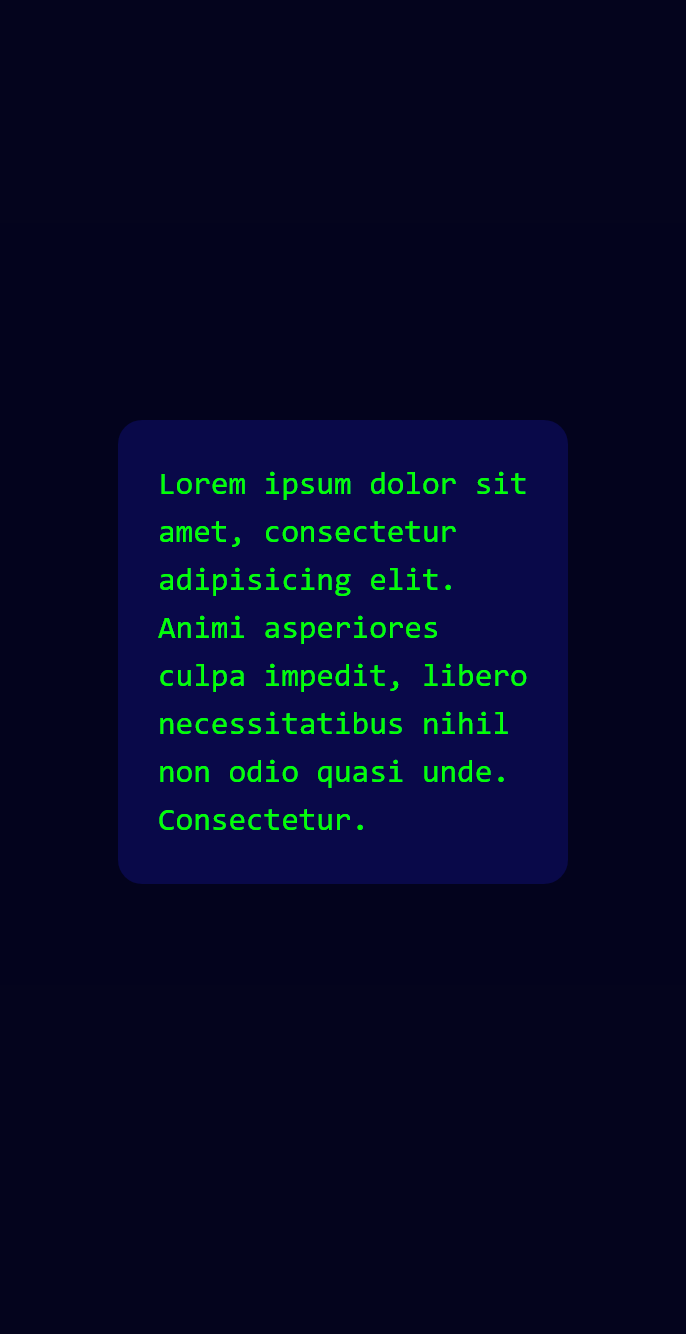 Lorem ipsum dolor sit
amet, consectetur
adipisicing elit.
Animi asperiores
culpa impedit, libero
necessitatibus nihil
non odio quasi unde.
Consectetur.